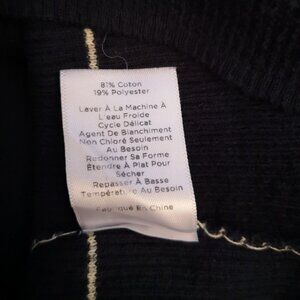 81% Coton
19% Polyester
Laver À La Machine À
L'eau Froide
Cycle Délicat
Agent De Blanchiment
Non Chloré Seulement
Au Besoin
Redonner Sa Forme
Étendre À Plat Pour
Sécher
Repasser À Basse
Température Au Besoin
Fabriqué En Chine